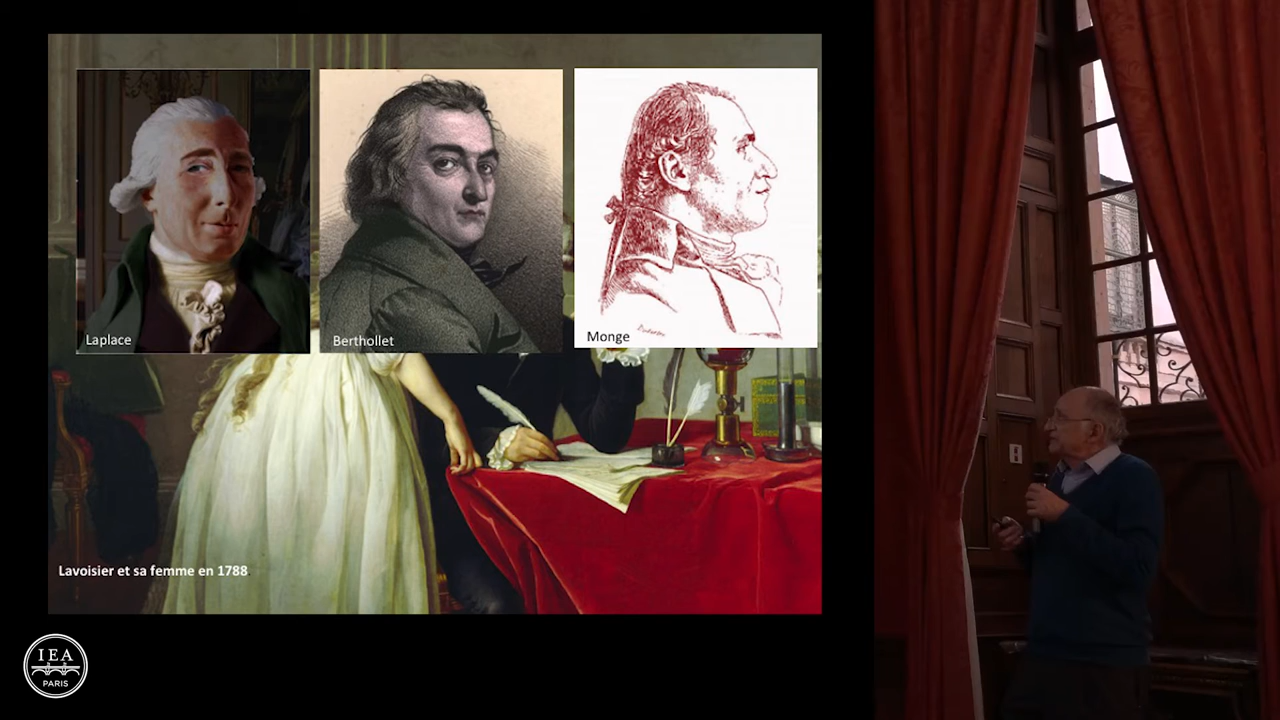 Laplace
Berthollet
Monge
Lavoisier et sa femme en 1788
IEA
PARIS